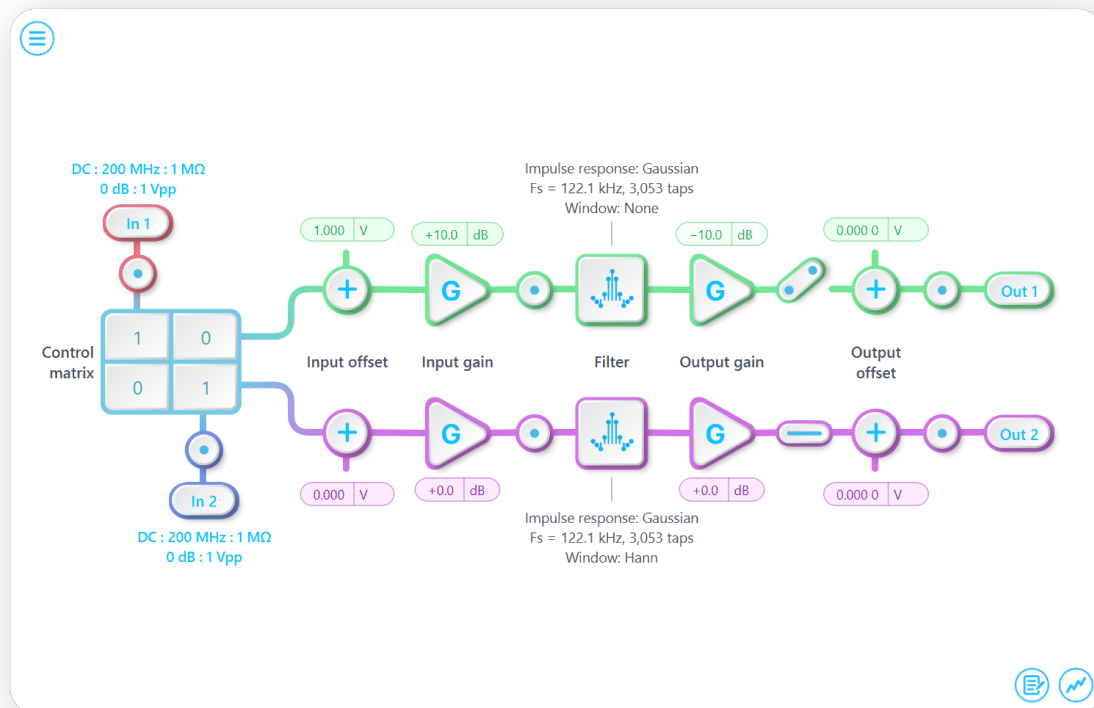 DC : 200 MHz : 1 MΩ
0 dB : 1 Vpp
In 1
Impulse response: Gaussian
Fs = 122.1 kHz, 3,053 taps
Window: None
1.000 V
+10.0 dB
−10.0 dB
0.000 0 V
G
G
Out 1
1 0
0 1
Control
matrix
Input offset
Input gain
Filter
Output gain
Output
offset
G
G
Out 2
In 2
0.000 V
+0.0 dB
+0.0 dB
0.000 0 V
DC : 200 MHz : 1 MΩ
0 dB : 1 Vpp
Impulse response: Gaussian
Fs = 122.1 kHz, 3,053 taps
Window: Hann